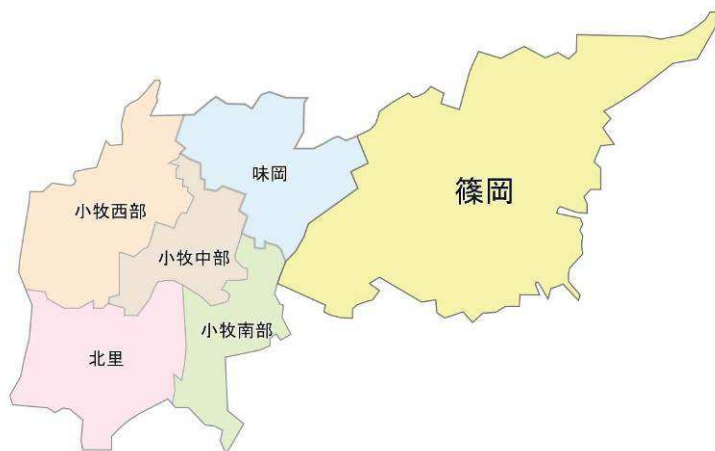 味岡
篠岡
小牧西部
小牧中部
小牧南部
北里